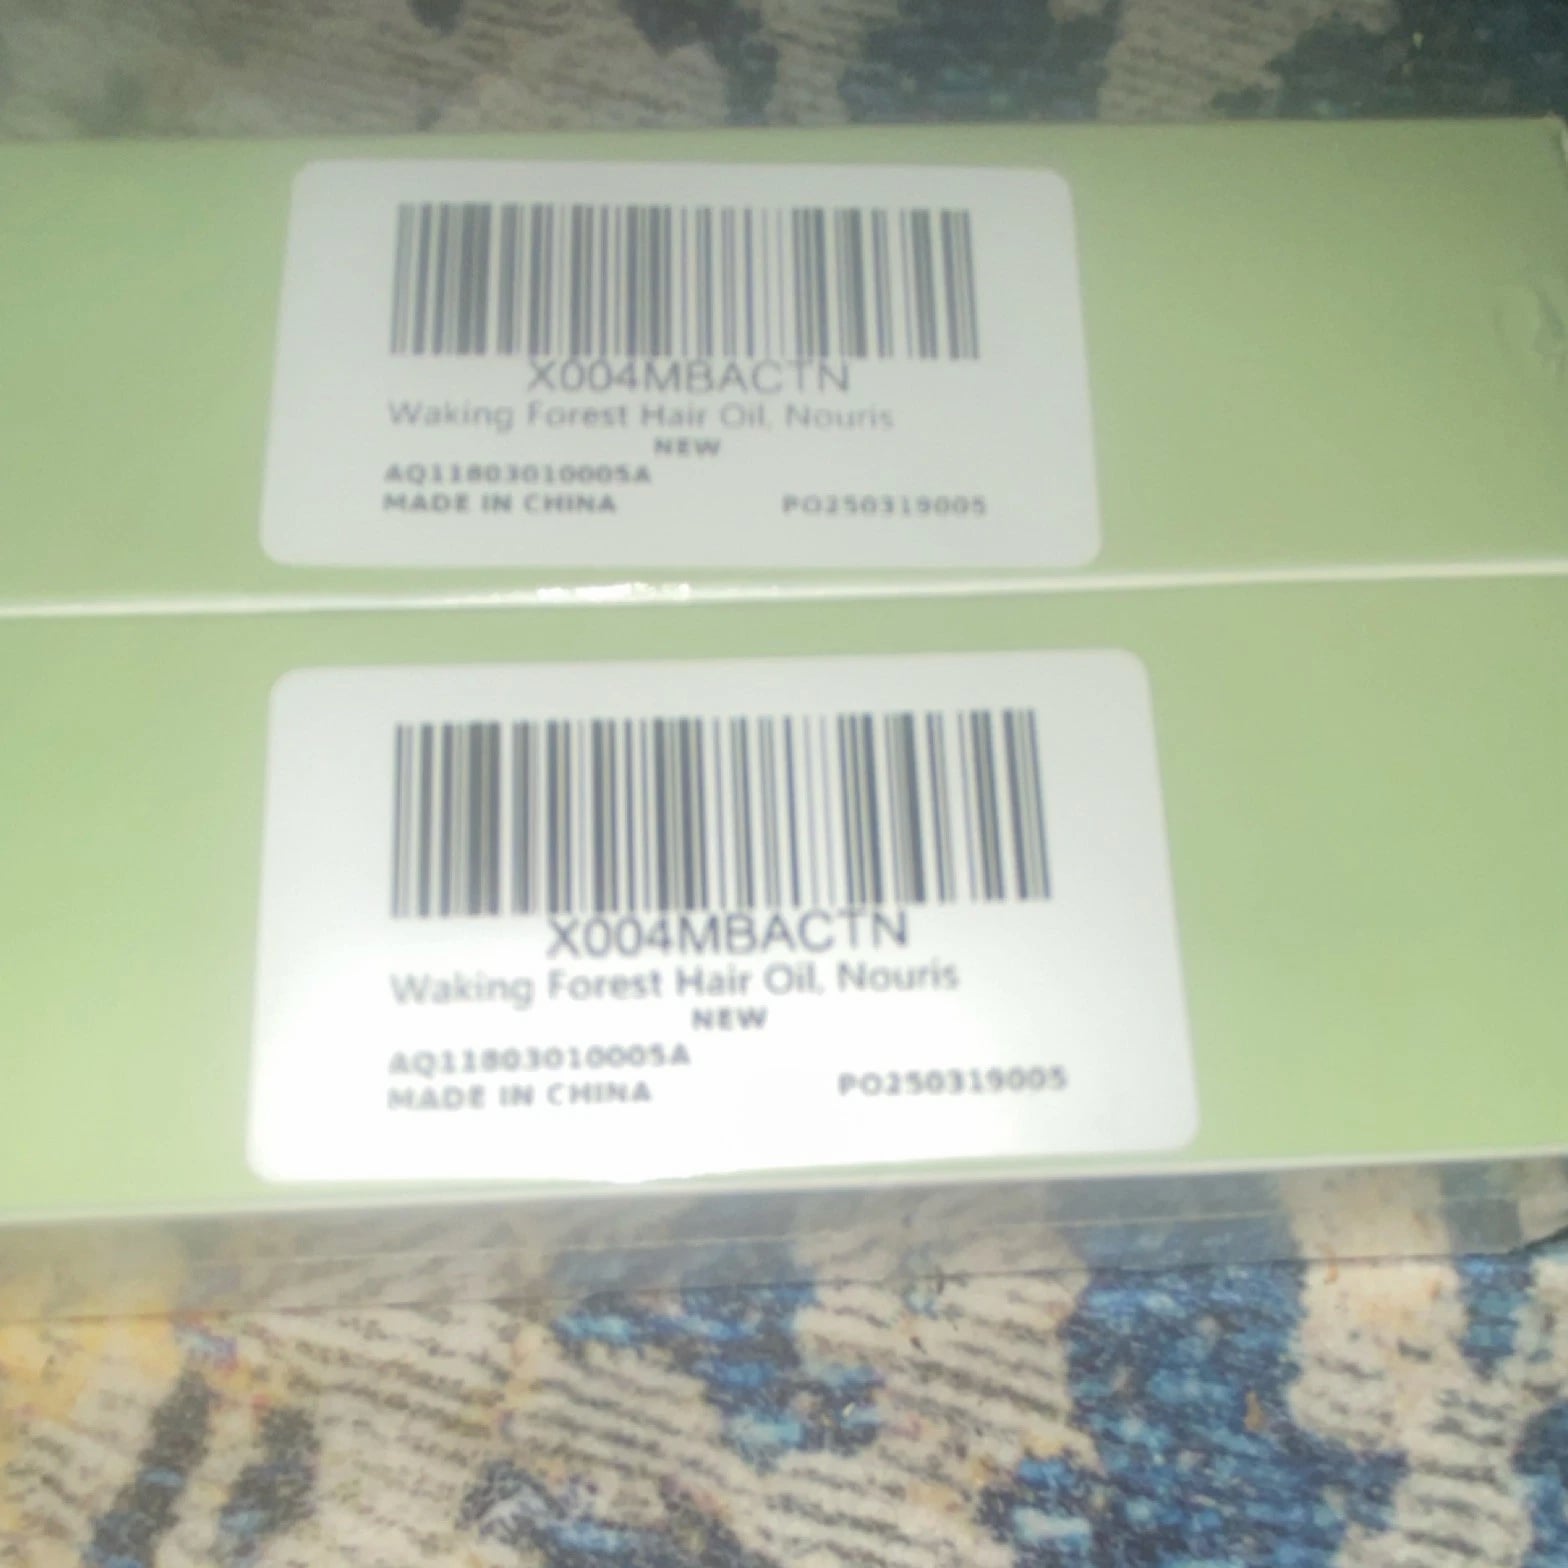 X004MBACTN
Waking Forest Hair Oil, Nouris
NEW
AQ11803010005A
MADE IN CHINA
PO250319005
X004MBACTN
Waking Forest Hair Oil, Nouris
NEW
AQ11803010005A
MADE IN CHINA
PO250319005